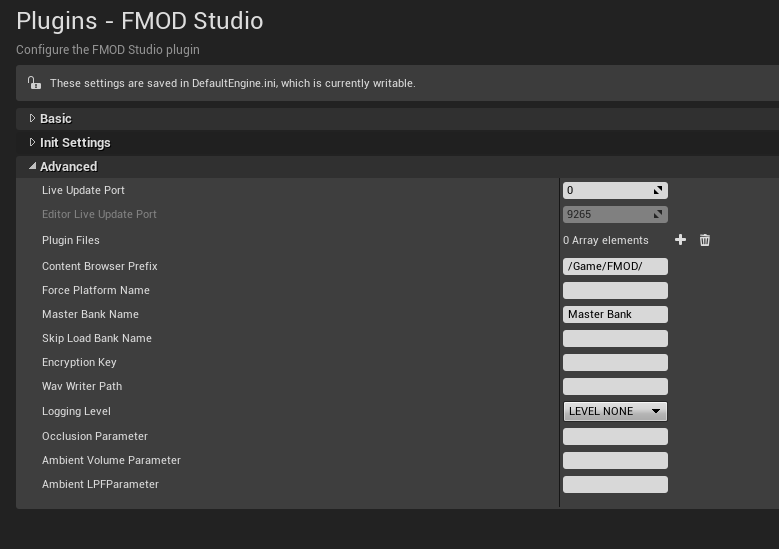 Plugins - FMOD Studio
Configure the FMOD Studio plugin
These settings are saved in DefaultEngine.ini, which is currently writable.
Basic
Init Settings
Advanced
Live Update Port 0
Editor Live Update Port 9265
Plugin Files 0 Array elements
Content Browser Prefix /Game/FMOD/
Force Platform Name
Master Bank Name Master Bank
Skip Load Bank Name
Encryption Key
Wav Writer Path
Logging Level LEVEL NONE
Occlusion Parameter
Ambient Volume Parameter
Ambient LPFParameter